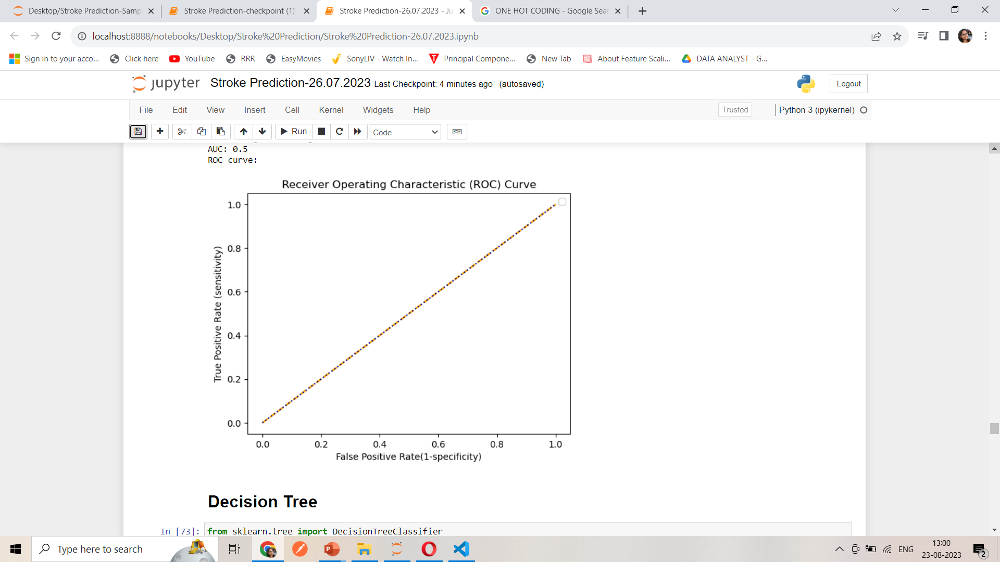 Desktop/Stroke Prediction-Samp
Stroke Prediction-checkpoint (1)
Stroke Prediction-26.07.2023 - Ju
ONE HOT CODING - Google Sear
localhost:8888/notebooks/Desktop/Stroke%20Prediction/Stroke%20Prediction-26.07.2023.ipynb
Sign in to your acco...
Click here
YouTube
RRR
EasyMovies
SonyLIV - Watch In...
Principal Compone...
New Tab
About Feature Scali...
DATA ANALYST - G...
jupyter Stroke Prediction-26.07.2023 Last Checkpoint: 4 minutes ago (autosaved)
Logout
File Edit View Insert Cell Kernel Widgets Help
Trusted
Python 3 (ipykernel)
Run
Code
AUC: 0.5
ROC curve:
Receiver Operating Characteristic (ROC) Curve
True Positive Rate (sensitivity)
1.0
0.8
0.6
0.4
0.2
0.0
0.0 0.2 0.4 0.6 0.8 1.0
False Positive Rate(1-specificity)
Decision Tree
In [73]: from sklearn.tree import DecisionTreeClassifier
Type here to search
ENG
13:00
23-08-2023
2